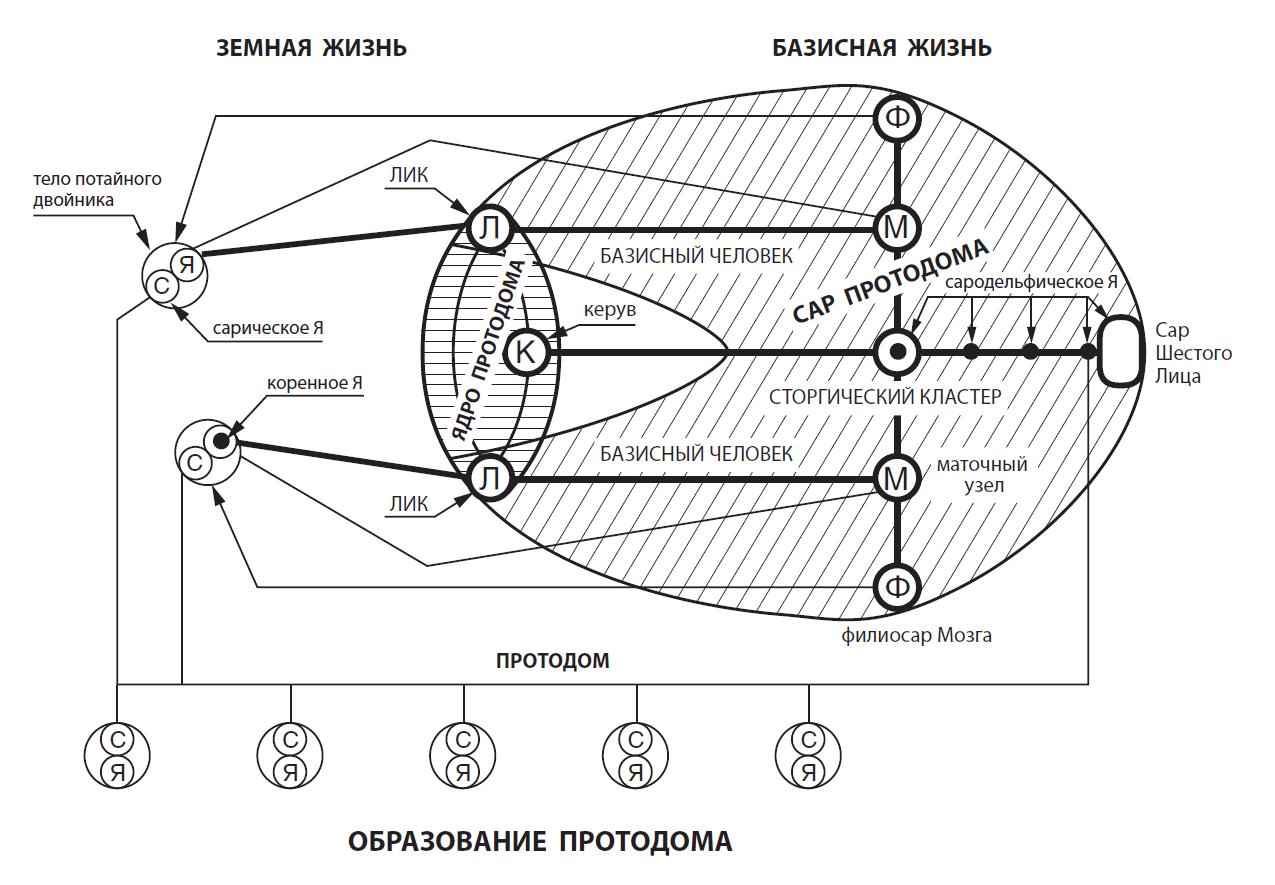 ЗЕМНАЯ ЖИЗНЬ
БАЗИСНАЯ ЖИЗНЬ
Ф
тело потайного
двойника
ЛИК
Л
М
Я
С
БАЗИСНЫЙ ЧЕЛОВЕК
САР ПРОТОДОМА
сародельфическое Я
сарическое Я
ЯДРО ПРОТОДОМА
керув
К
Сар
Шестого
Лица
коренное Я
СТОРГИЧЕСКИЙ КЛАСТЕР
С
БАЗИСНЫЙ ЧЕЛОВЕК
Л
М
маточный
узел
ЛИК
Ф
филиосар Мозга
ПРОТОДОМ
С С С С С
Я Я Я Я Я
ОБРАЗОВАНИЕ ПРОТОДОМА